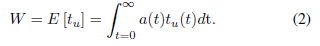 W = E [t_u] = ∫_{t=0}^{∞} a(t)t_u(t)dt. (2)